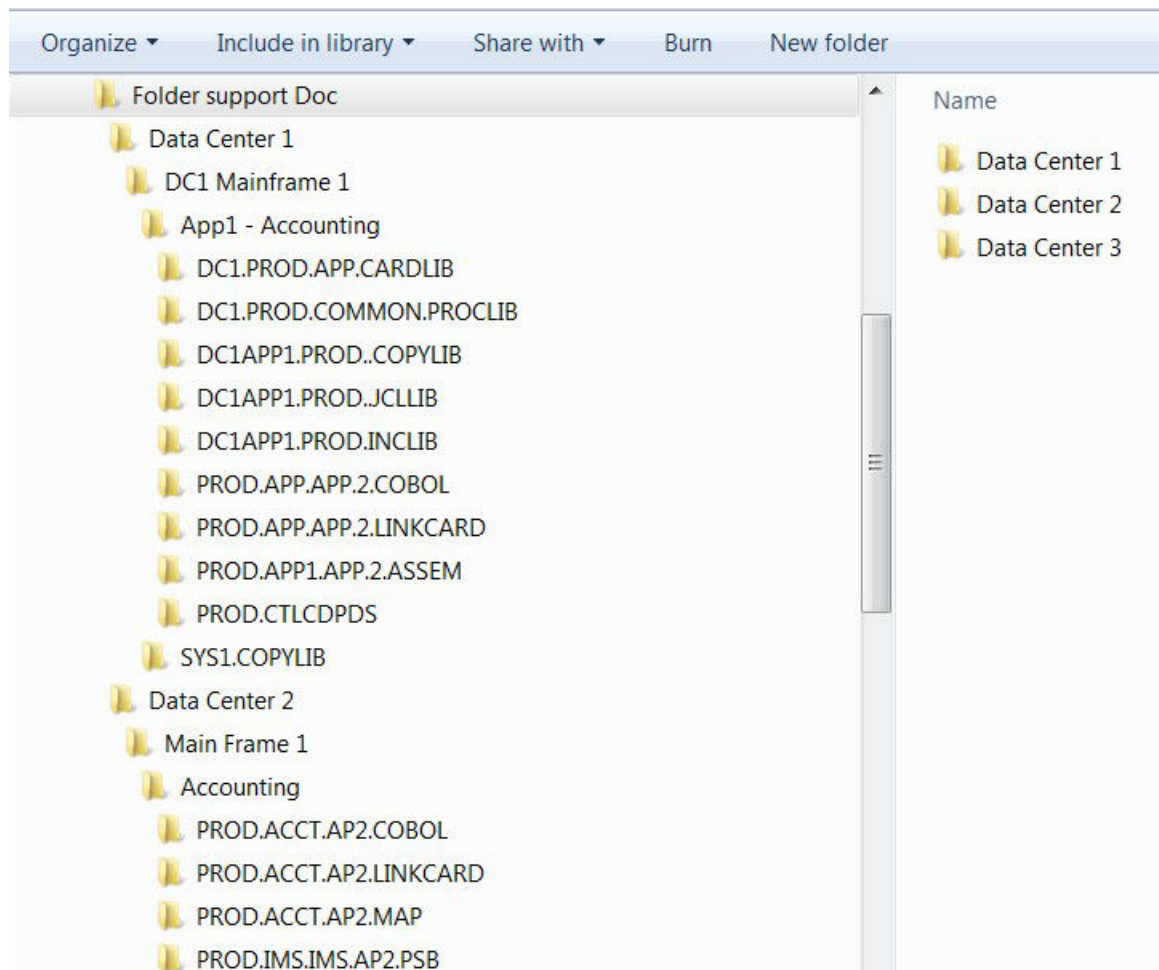 Organize Include in library Share with Burn New folder
Folder support Doc
Data Center 1
DC1 Mainframe 1
App1 - Accounting
DC1.PROD.APP.CARDLIB
DC1.PROD.COMMON.PROCLIB
DC1APP1.PROD..COPYLIB
DC1APP1.PROD..JCLLIB
DC1APP1.PROD.INCLIB
PROD.APP.APP.2.COBOL
PROD.APP.APP.2.LINKCARD
PROD.APP1.APP.2.ASSEM
PROD.CTLCDPDS
SYS1.COPYLIB
Data Center 2
Main Frame 1
Accounting
PROD.ACCT.AP2.COBOL
PROD.ACCT.AP2.LINKCARD
PROD.ACCT.AP2.MAP
PROD.IMS.IMS.AP2.PSB
Name
Data Center 1
Data Center 2
Data Center 3